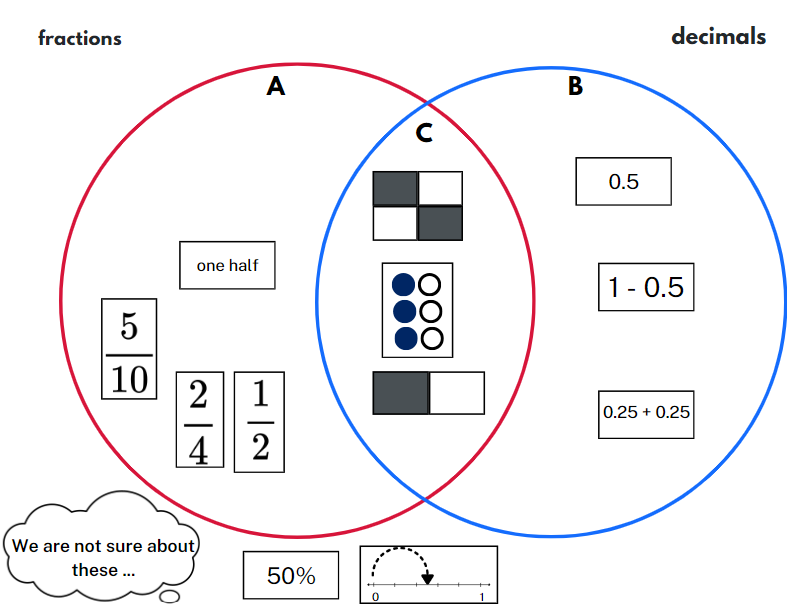 fractions
decimals
A
B
C
0.5
one half
1 - 0.5
5
10
2
4
1
2
0.25 + 0.25
We are not sure about
these ...
50%
0 1